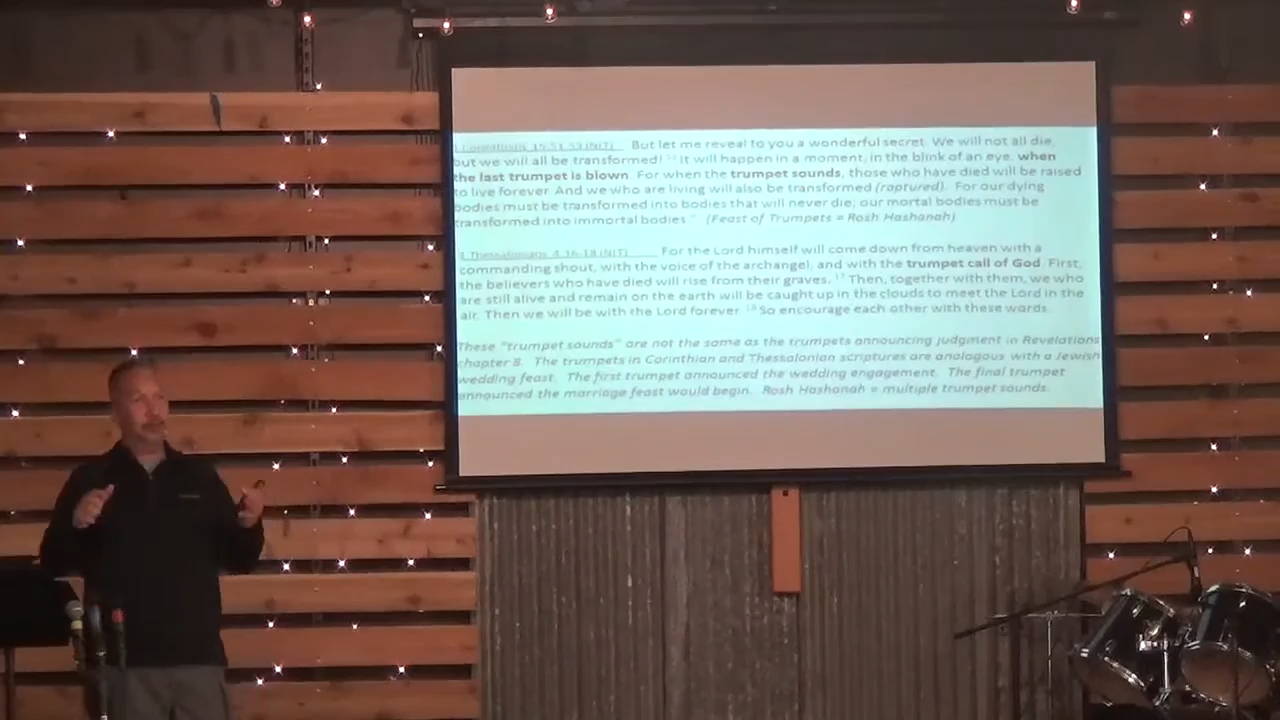 1 Corinthians 15:51-53 (NLT) But let me reveal to you a wonderful secret. We will not all die,
but we will all be transformed! 52 It will happen in a moment, in the blink of an eye, when
the last trumpet is blown. For when the trumpet sounds, those who have died will be raised
to live forever. And we who are living will also be transformed (raptured). For our dying
bodies must be transformed into bodies that will never die; our mortal bodies must be
transformed into immortal bodies." (Feast of Trumpets = Rosh Hashanah)
1 Thessalonians 4:16-18 (NLT) For the Lord himself will come down from heaven with a
commanding shout, with the voice of the archangel, and with the trumpet call of God. First,
the believers who have died will rise from their graves. 17 Then, together with them, we who
are still alive and remain on the earth will be caught up in the clouds to meet the Lord in the
air. Then we will be with the Lord forever. 18 So encourage each other with these words.
These "trumpet sounds" are not the same as the trumpets announcing judgment in Revelations
chapter 8. The trumpets in Corinthian and Thessalonian scriptures are analogous with a Jewish
wedding feast. The first trumpet announced the wedding engagement. The final trumpet
announced the marriage feast would begin. Rosh Hashanah = multiple trumpet sounds.